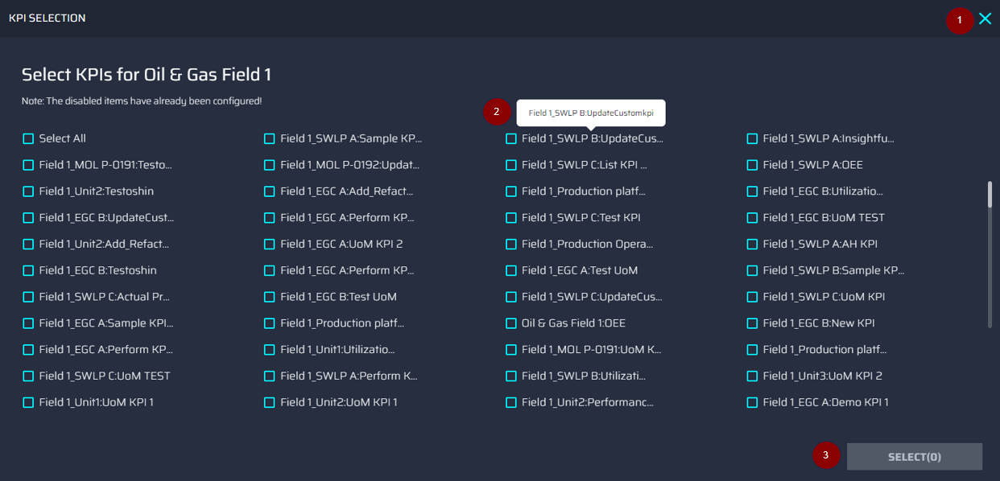 KPI SELECTION
1
Select KPIs for Oil & Gas Field 1
Note: The disabled items have already been configured!
2
Field 1_SWLP B:UpdateCustomkpi
Select All
Field 1_SWLP A:Sample KP...
Field 1_SWLP B:UpdateCus...
Field 1_SWLP A:Insightfu...
Field 1_MOL P-0191:Testo...
Field 1_MOL P-0192:Updat...
Field 1_SWLP C:List KPI ...
Field 1_SWLP A:OEE
Field 1_Unit2:Testoshin
Field 1_EGC A:Add_Refact...
Field 1_Production platf...
Field 1_EGC B:Utilizatio...
Field 1_EGC B:UpdateCust...
Field 1_EGC A:Perform KP...
Field 1_SWLP C:Test KPI
Field 1_EGC B:UoM TEST
Field 1_Unit2:Add_Refact...
Field 1_EGC A:UoM KPI 2
Field 1_Production Opera...
Field 1_SWLP A:AH KPI
Field 1_EGC B:Testoshin
Field 1_EGC A:Perform KP...
Field 1_EGC A:Test UoM
Field 1_SWLP B:Sample KP...
Field 1_SWLP C:Actual Pr...
Field 1_EGC B:Test UoM
Field 1_SWLP C:UpdateCus...
Field 1_SWLP C:UoM KPI
Field 1_EGC A:Sample KPI...
Field 1_Production platf...
Oil & Gas Field 1:OEE
Field 1_EGC B:New KPI
Field 1_EGC A:Perform KP...
Field 1_Unit1:Utilizatio...
Field 1_MOL P-0191:UoM K...
Field 1_Production platf...
Field 1_SWLP C:UoM TEST
Field 1_SWLP A:Perform K...
Field 1_SWLP B:Utilizati...
Field 1_Unit3:UoM KPI 2
Field 1_Unit1:UoM KPI 1
Field 1_Unit2:UoM KPI 1
Field 1_Unit2:Performanc...
Field 1_EGC A:Demo KPI 1
3
SELECT(0)